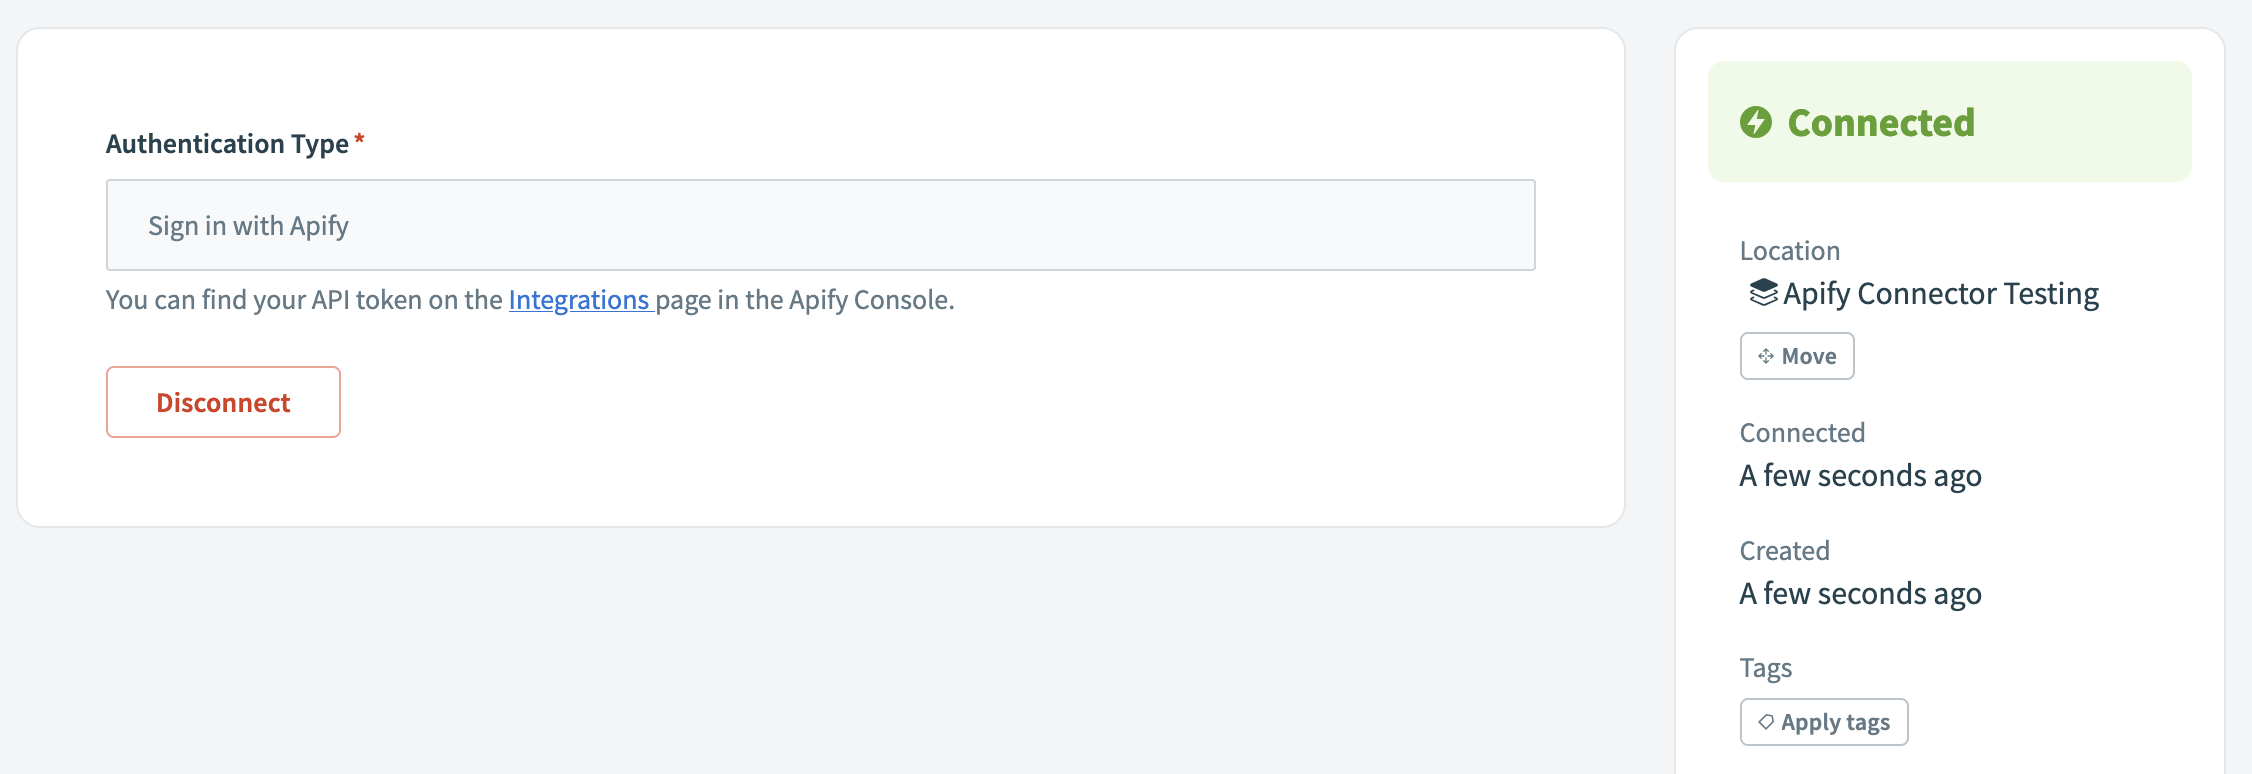 Authentication Type *
Sign in with Apify
You can find your API token on the Integrations page in the Apify Console.
Disconnect
Connected
Location
Apify Connector Testing
Move
Connected
A few seconds ago
Created
A few seconds ago
Tags
Apply tags